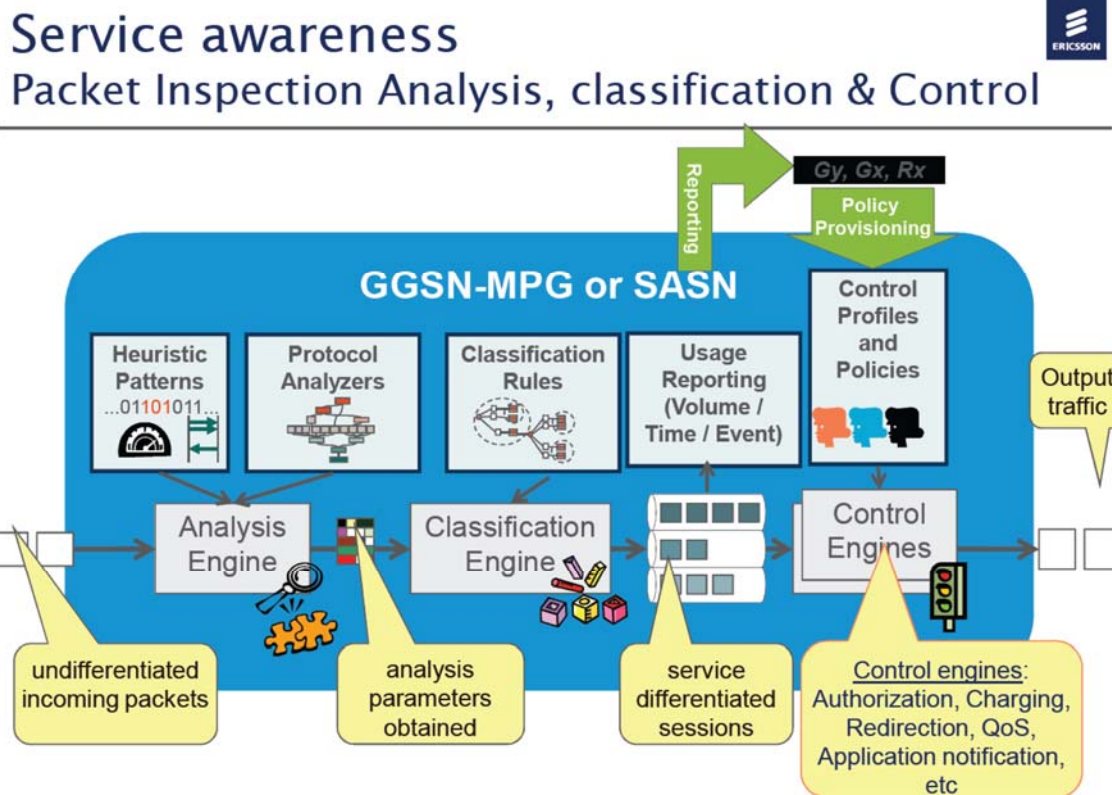 Service awareness
Packet Inspection Analysis, classification & Control
ERICSSON
Reporting
Gy, Gx, Rx
Policy
Provisioning
GGSN-MPG or SASN
Heuristic
Patterns
...01101011...
Protocol
Analyzers
Classification
Rules
Usage
Reporting
(Volume /
Time / Event)
Control
Profiles
and
Policies
Output
traffic
Analysis
Engine
Classification
Engine
Control
Engines
undifferentiated
incoming packets
analysis
parameters
obtained
service
differentiated
sessions
Control engines:
Authorization, Charging,
Redirection, QoS,
Application notification,
etc